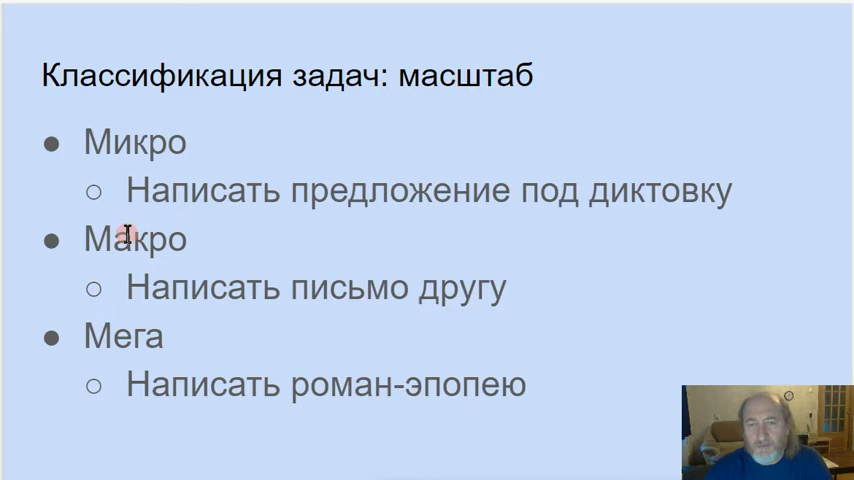 Классификация задач: масштаб
● Микро
○ Написать предложение под диктовку
● Макро
○ Написать письмо другу
● Мега
○ Написать роман-эпопею